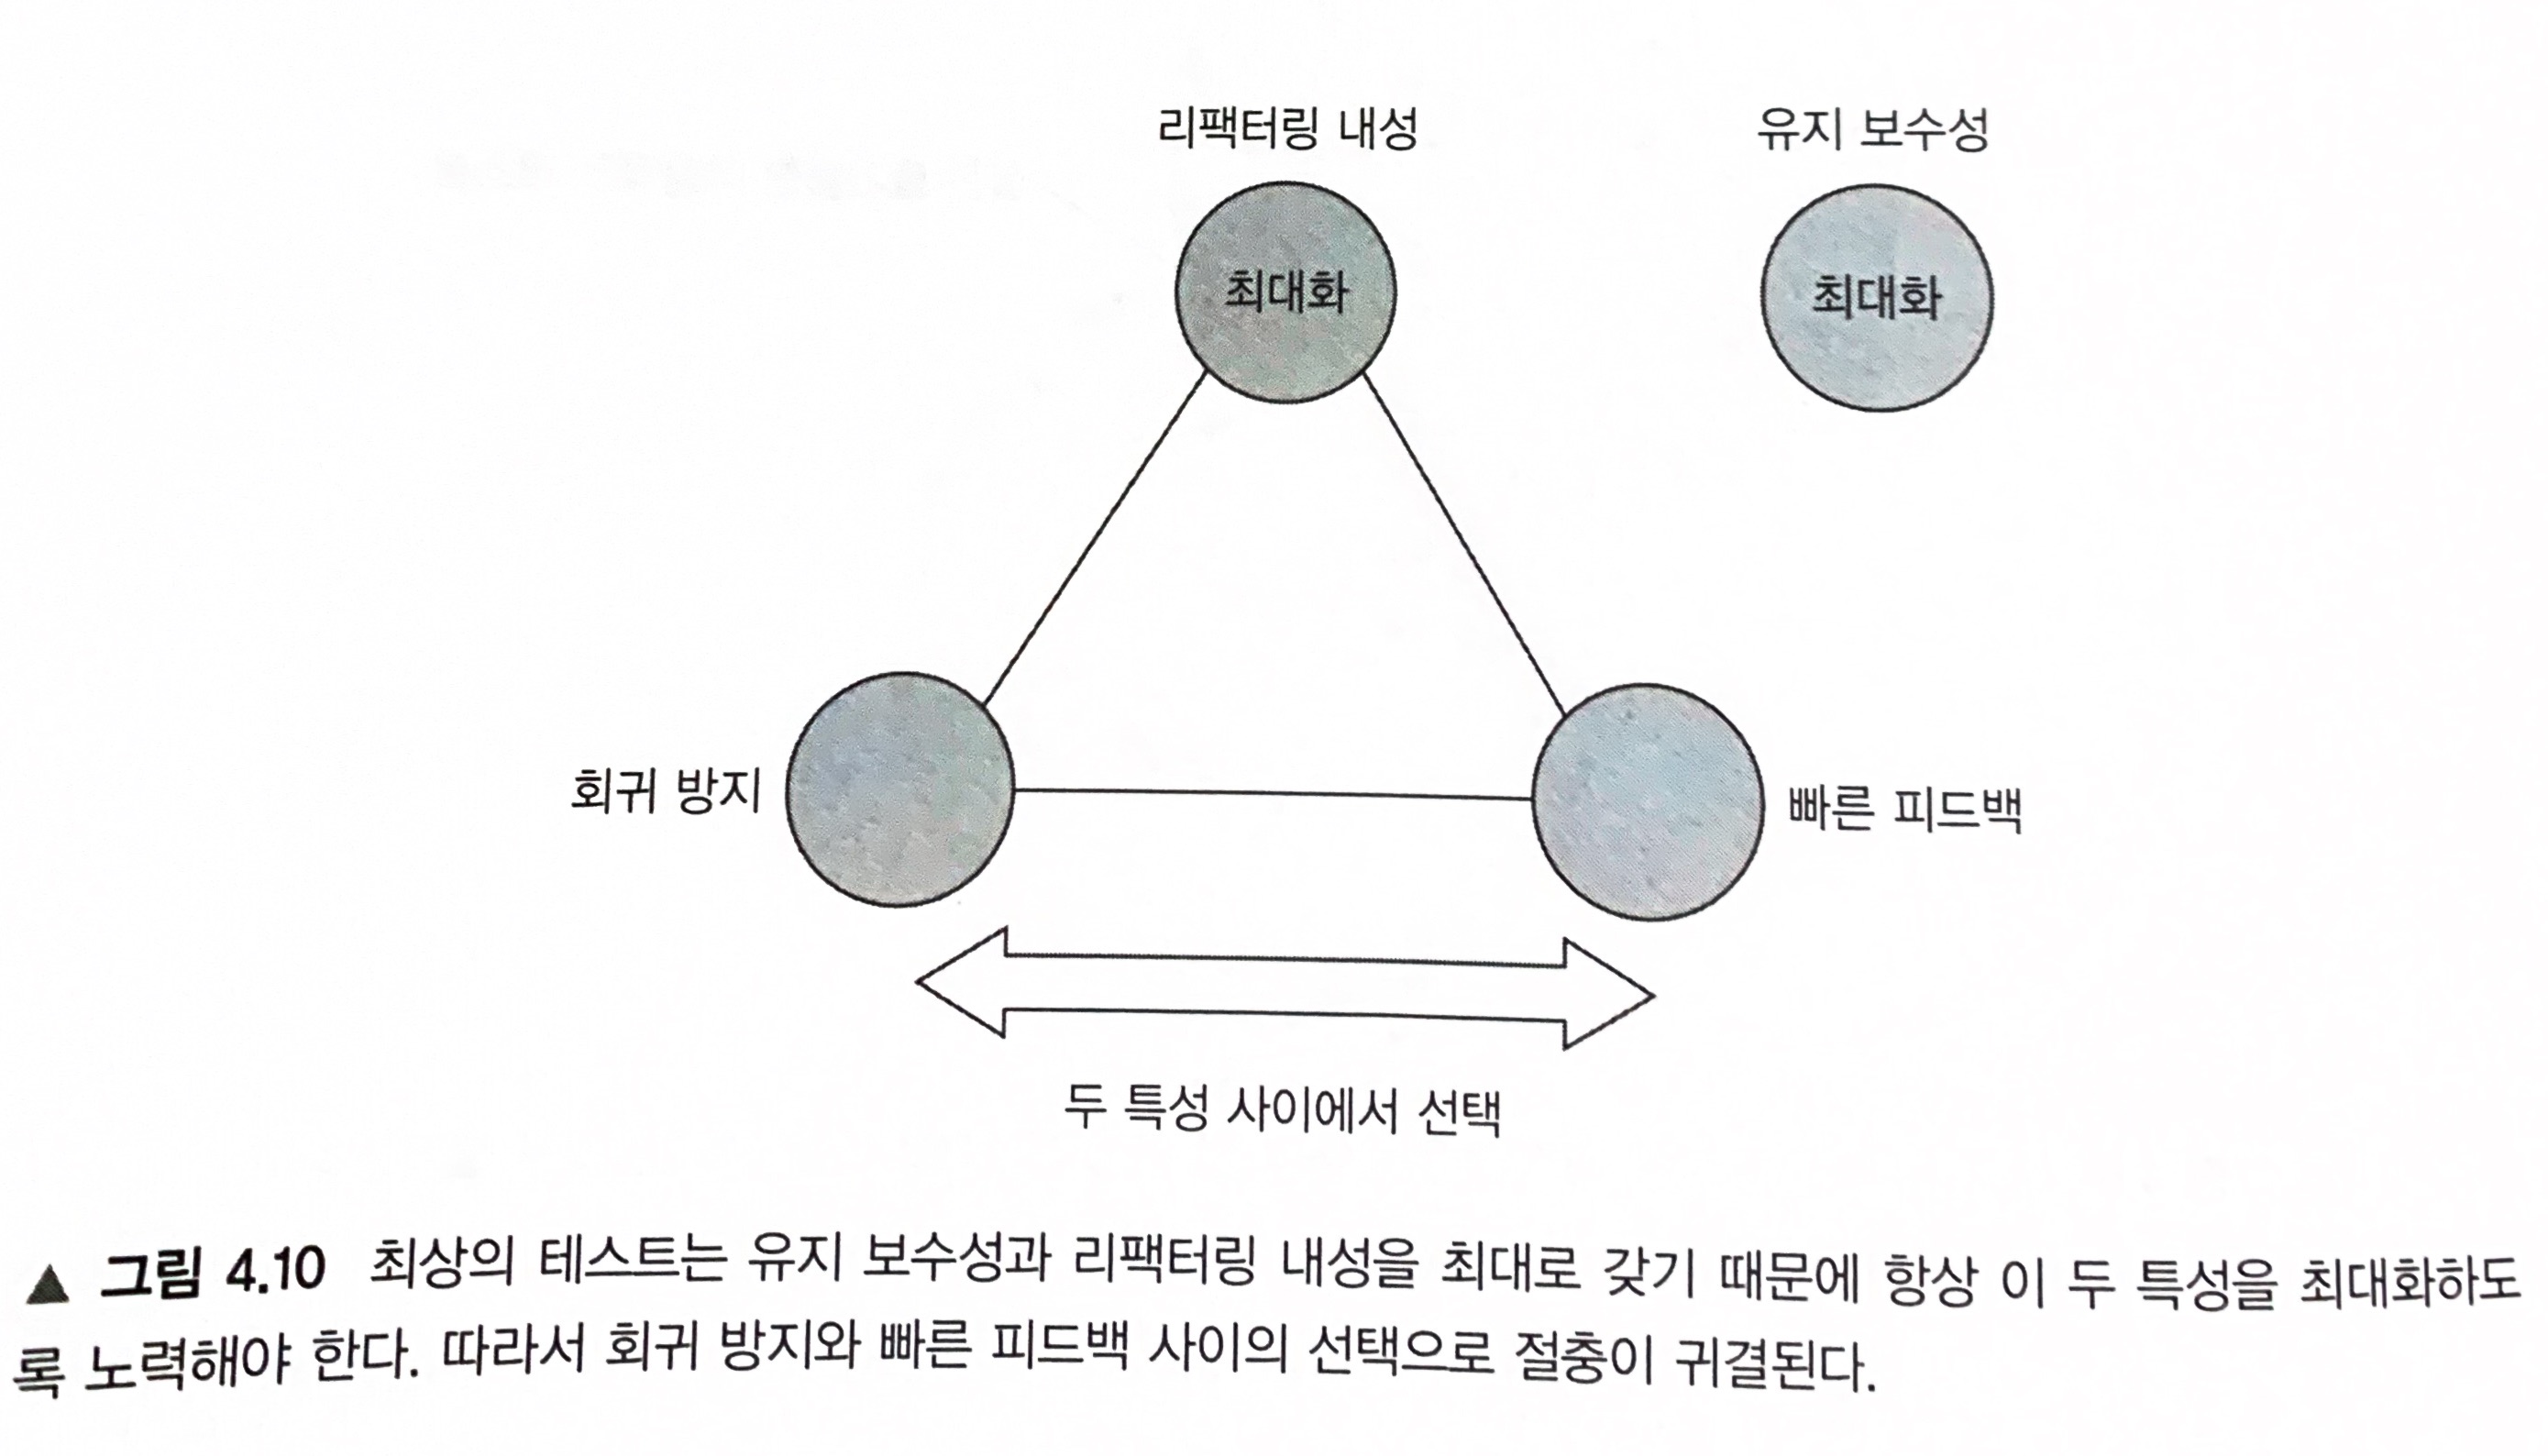 리팩터링 내성
유지 보수성
최대화
최대화
회귀 방지
빠른 피드백
두 특성 사이에서 선택
▲ 그림 4.10 최상의 테스트는 유지 보수성과 리팩터링 내성을 최대로 갖기 때문에 항상 이 두 특성을 최대화하도
록 노력해야 한다. 따라서 회귀 방지와 빠른 피드백 사이의 선택으로 절충이 귀결된다.